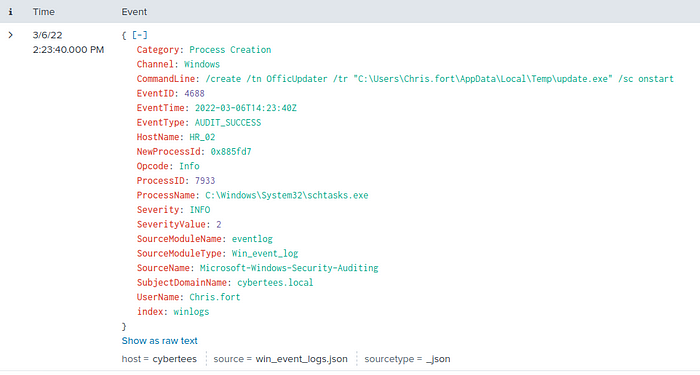 i Time Event
3/6/22 { [-]
2:23:40.000 PM Category: Process Creation
Channel: Windows
CommandLine: /create /tn OfficUpdater /tr "C:\Users\Chris.fort\AppData\Local\Temp\update.exe" /sc onstart
EventID: 4688
EventTime: 2022-03-06T14:23:40Z
EventType: AUDIT_SUCCESS
HostName: HR_02
NewProcessId: 0x885fd7
Opcode: Info
ProcessID: 7933
ProcessName: C:\Windows\System32\schtasks.exe
Severity: INFO
SeverityValue: 2
SourceModuleName: eventlog
SourceModuleType: Win_event_log
SourceName: Microsoft-Windows-Security-Auditing
SubjectDomainName: cybertees.local
UserName: Chris.fort
index: winlogs
}
Show as raw text
host = cybertees source = win_event_logs.json sourcetype = _json